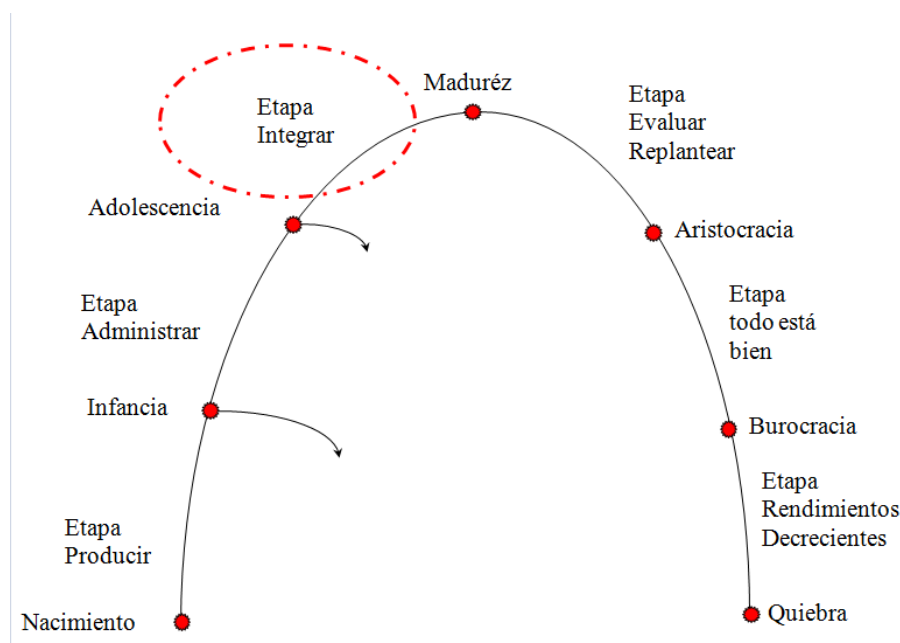 Maduréz
Etapa
Integrar
Etapa
Evaluar
Replantear
Adolescencia
Aristocracia
Etapa
Administrar
Etapa
todo está
bien
Infancia
Burocracia
Etapa
Producir
Etapa
Rendimientos
Decrecientes
Nacimiento
Quiebra